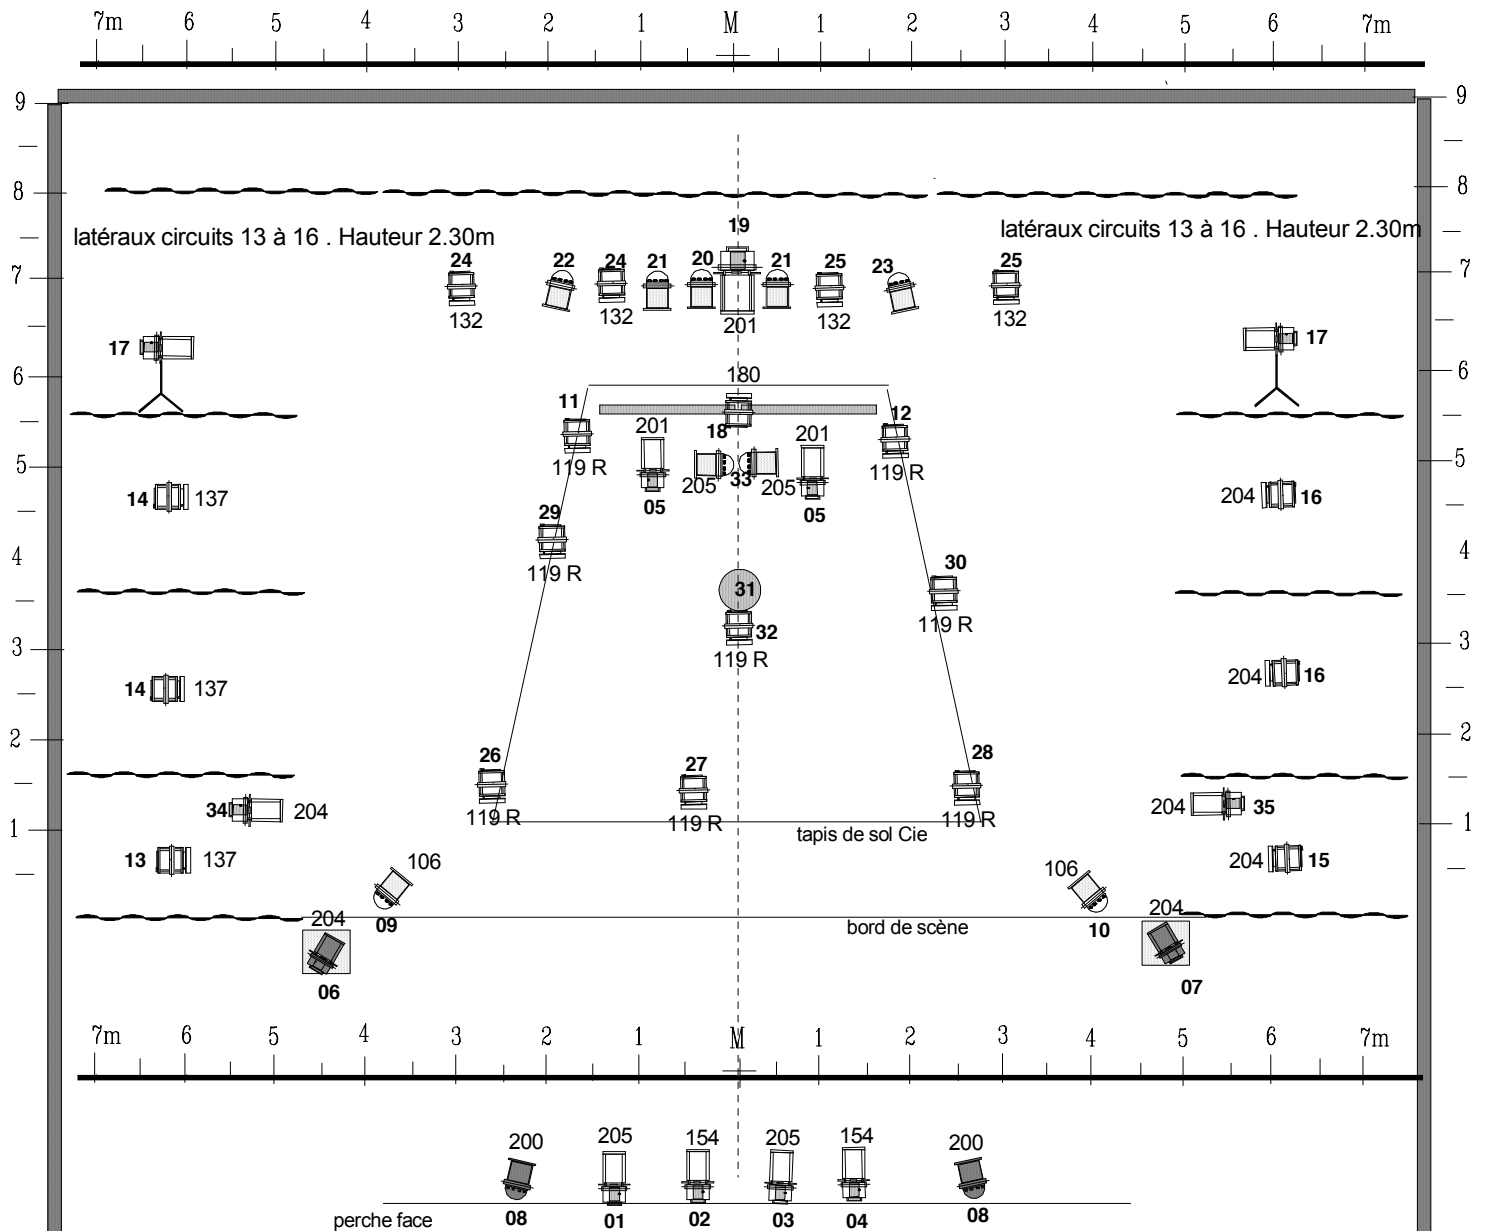 7m 6 5 4 3 2 1 M 1 2 3 4 5 6 7m
9 9
8 8
19
latéraux circuits 13 à 16 . Hauteur 2.30m latéraux circuits 13 à 16 . Hauteur 2.30m
24 22 24 21 20 21 25 23 25
7 7
132 132 201 132 132
17 17
6 180 6
11 12
201 18 201
5 119 R 205 33 205 119 R 5
14 137 05 05 204 16
29
4 4
119 R 30
31
119 R
32
3 119 R 3
14 137 204 16
2 2
26 27 28
34 204 204 35
119 R 119 R 119 R
1 tapis de sol Cie 1
13 137 106 106 204 15
204 09 bord de scène 10 204
06 07
7m 6 5 4 3 2 1 M 1 2 3 4 5 6 7m
200 205 154 205 154 200
perche face 08 01 02 03 04 08